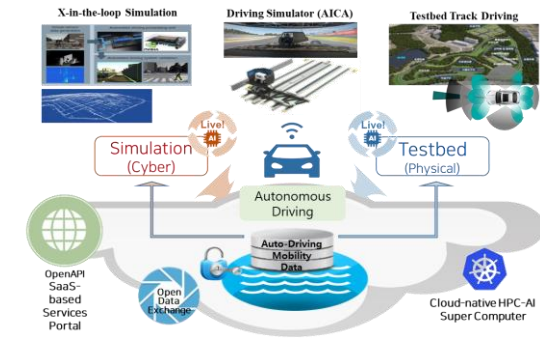 X-in-the-loop Simulation
Driving Simulator (AICA)
Testbed Track Driving
Live!
AI
Live!
AI
Simulation
(Cyber)
Testbed
(Physical)
Autonomous
Driving
Auto-Driving
Mobility
Data
OpenAPI
SaaS-
based
Services
Portal
Open
Data
Exchange
Cloud-native HPC-AI
Super Computer